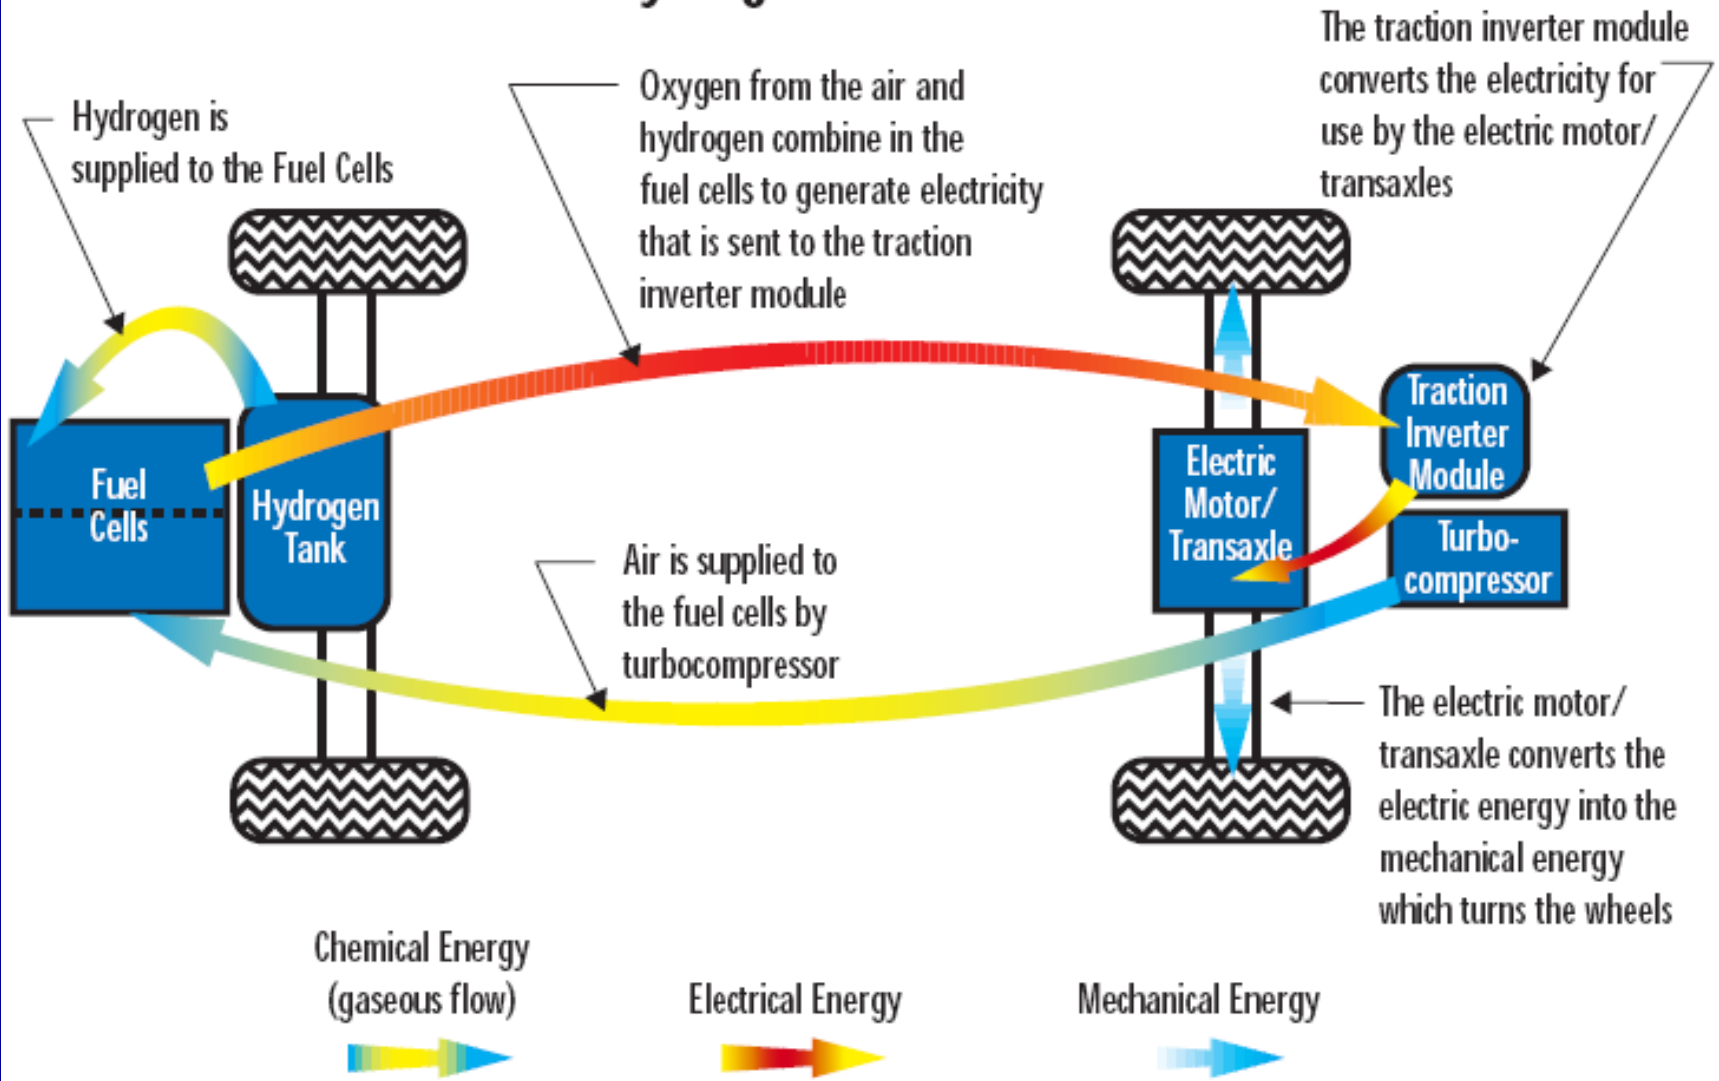 Hydrogen is
supplied to the Fuel Cells
Oxygen from the air and
hydrogen combine in the
fuel cells to generate electricity
that is sent to the traction
inverter module
The traction inverter module
converts the electricity for
use by the electric motor/
transaxles
Fuel
Cells
Hydrogen
Tank
Electric
Motor/
Transaxle
Traction
Inverter
Module
Turbo-
compressor
Air is supplied to
the fuel cells by
turbocompressor
The electric motor/
transaxle converts the
electric energy into the
mechanical energy
which turns the wheels
Chemical Energy
(gaseous flow)
Electrical Energy
Mechanical Energy